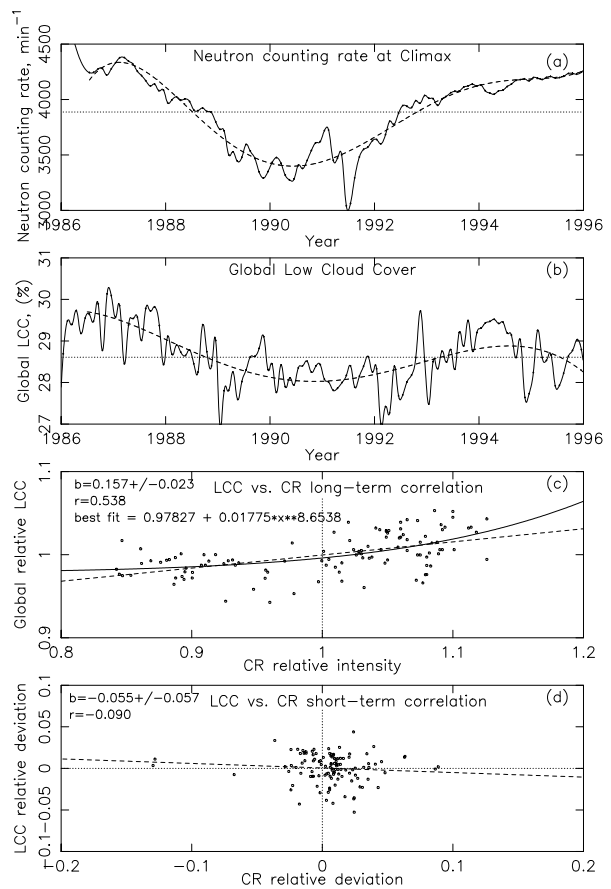 Neutron counting rate at Climax
(a)
Neutron counting rate, min⁻¹
4500
4000
3500
3000
1986 1988 1990 1992 1994 1996
Year
Global Low Cloud Cover
(b)
Global LCC, (%)
31
30
29
28
27
1986 1988 1990 1992 1994 1996
Year
b=0.157+/-0.023
LCC vs. CR long-term correlation
(c)
r=0.538
best fit = 0.97827 + 0.01775*x**8.6538
Global relative LCC
1.1
1
0.9
0.8 0.9 1.0 1.1 1.2
CR relative intensity
b=-0.055+/-0.057
LCC vs. CR short-term correlation
(d)
r=-0.090
LCC relative deviation
0.1
0.05
0
-0.05
-0.1
-0.2 -0.1 0 0.1 0.2
CR relative deviation